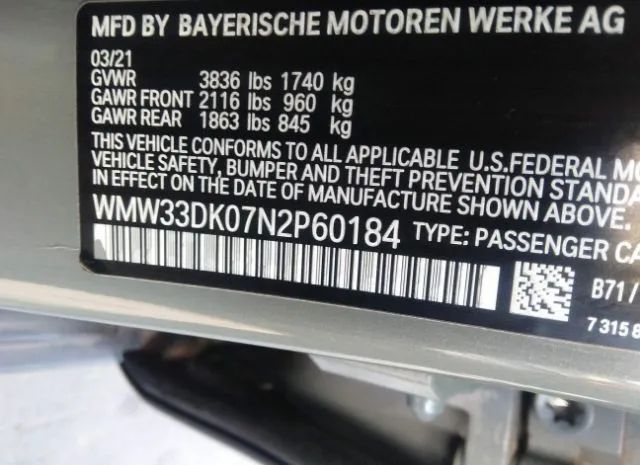 MFD BY BAYERISCHE MOTOREN WERKE AG
03/21
GVWR 3836 lbs 1740 kg
GAWR FRONT 2116 lbs 960 kg
GAWR REAR 1863 lbs 845 kg
THIS VEHICLE CONFORMS TO ALL APPLICABLE U.S.FEDERAL
VEHICLE SAFETY, BUMPER AND THEFT PREVENTION
IN EFFECT ON THE DATE OF MANUFACTURE SHOWN ABOVE.
WMW33DK07N2P60184 TYPE: PASSENGER
B71/
7 315 8